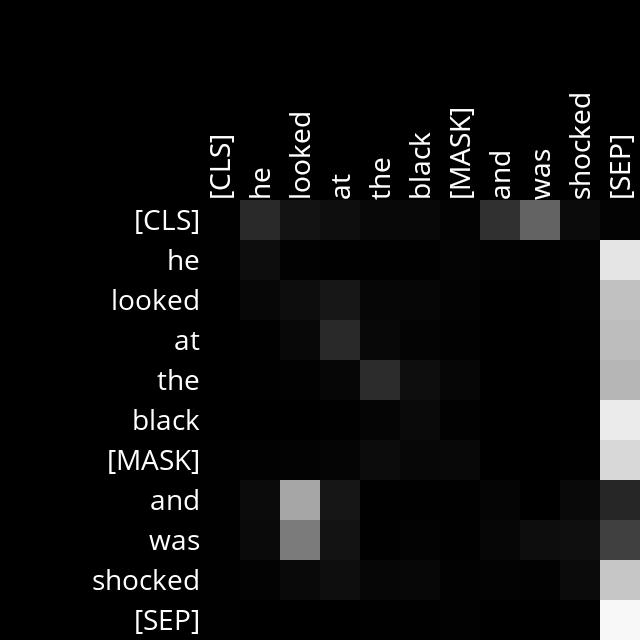 [CLS] he looked at the black [MASK] and was shocked [SEP]
[CLS]
he
looked
at
the
black
[MASK]
and
was
shocked
[SEP]